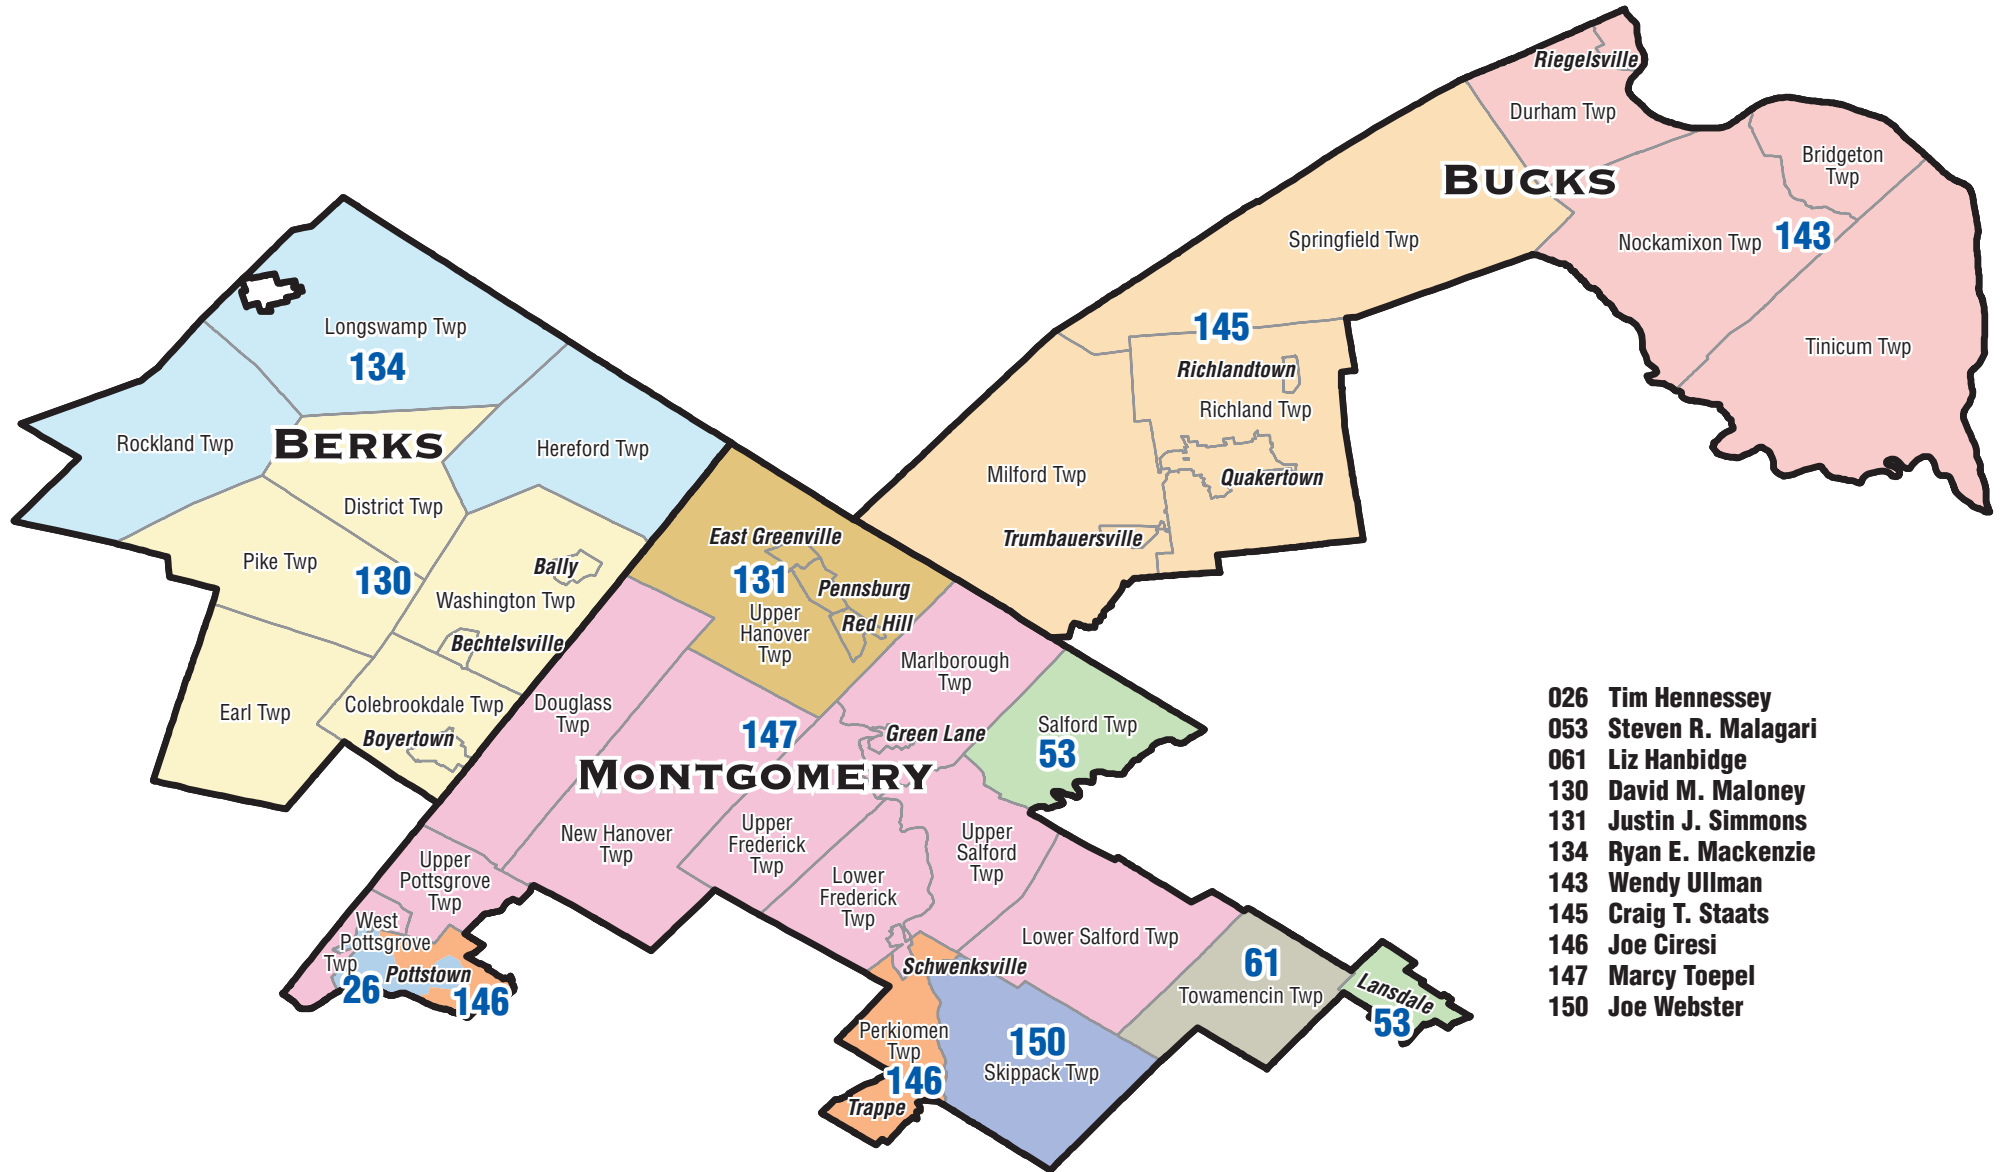 Riegelsville
Durham Twp
Bridgeton
Twp
BUCKS
Springfield Twp
Nockamixon Twp
143
145
Tinicum Twp
Richlandtown
Richland Twp
Milford Twp
Quakertown
Trumbauersville
Longswamp Twp
134
Rockland Twp
BERKS
Hereford Twp
District Twp
Pike Twp
130
Bally
Washington Twp
Bechtelsville
Earl Twp
Colebrookdale Twp
Boyertown
East Greenville
131
Pennsburg
Upper
Hanover
Twp
Red Hill
Marlborough
Twp
Douglass
Twp
147
Green Lane
Salford Twp
53
MONTGOMERY
New Hanover
Twp
Upper
Frederick
Twp
Upper
Salford
Twp
Lower
Frederick
Twp
Upper
Pottsgrove
Twp
West
Pottsgrove
Twp
26
Pottstown
146
Schwenksville
Lower Salford Twp
61
Towamencin Twp
Lansdale
53
Perkiomen
Twp
146
Trappe
150
Skippack Twp
026 Tim Hennessey
053 Steven R. Malagari
061 Liz Hanbidge
130 David M. Maloney
131 Justin J. Simmons
134 Ryan E. Mackenzie
143 Wendy Ullman
145 Craig T. Staats
146 Joe Ciresi
147 Marcy Toepel
150 Joe Webster